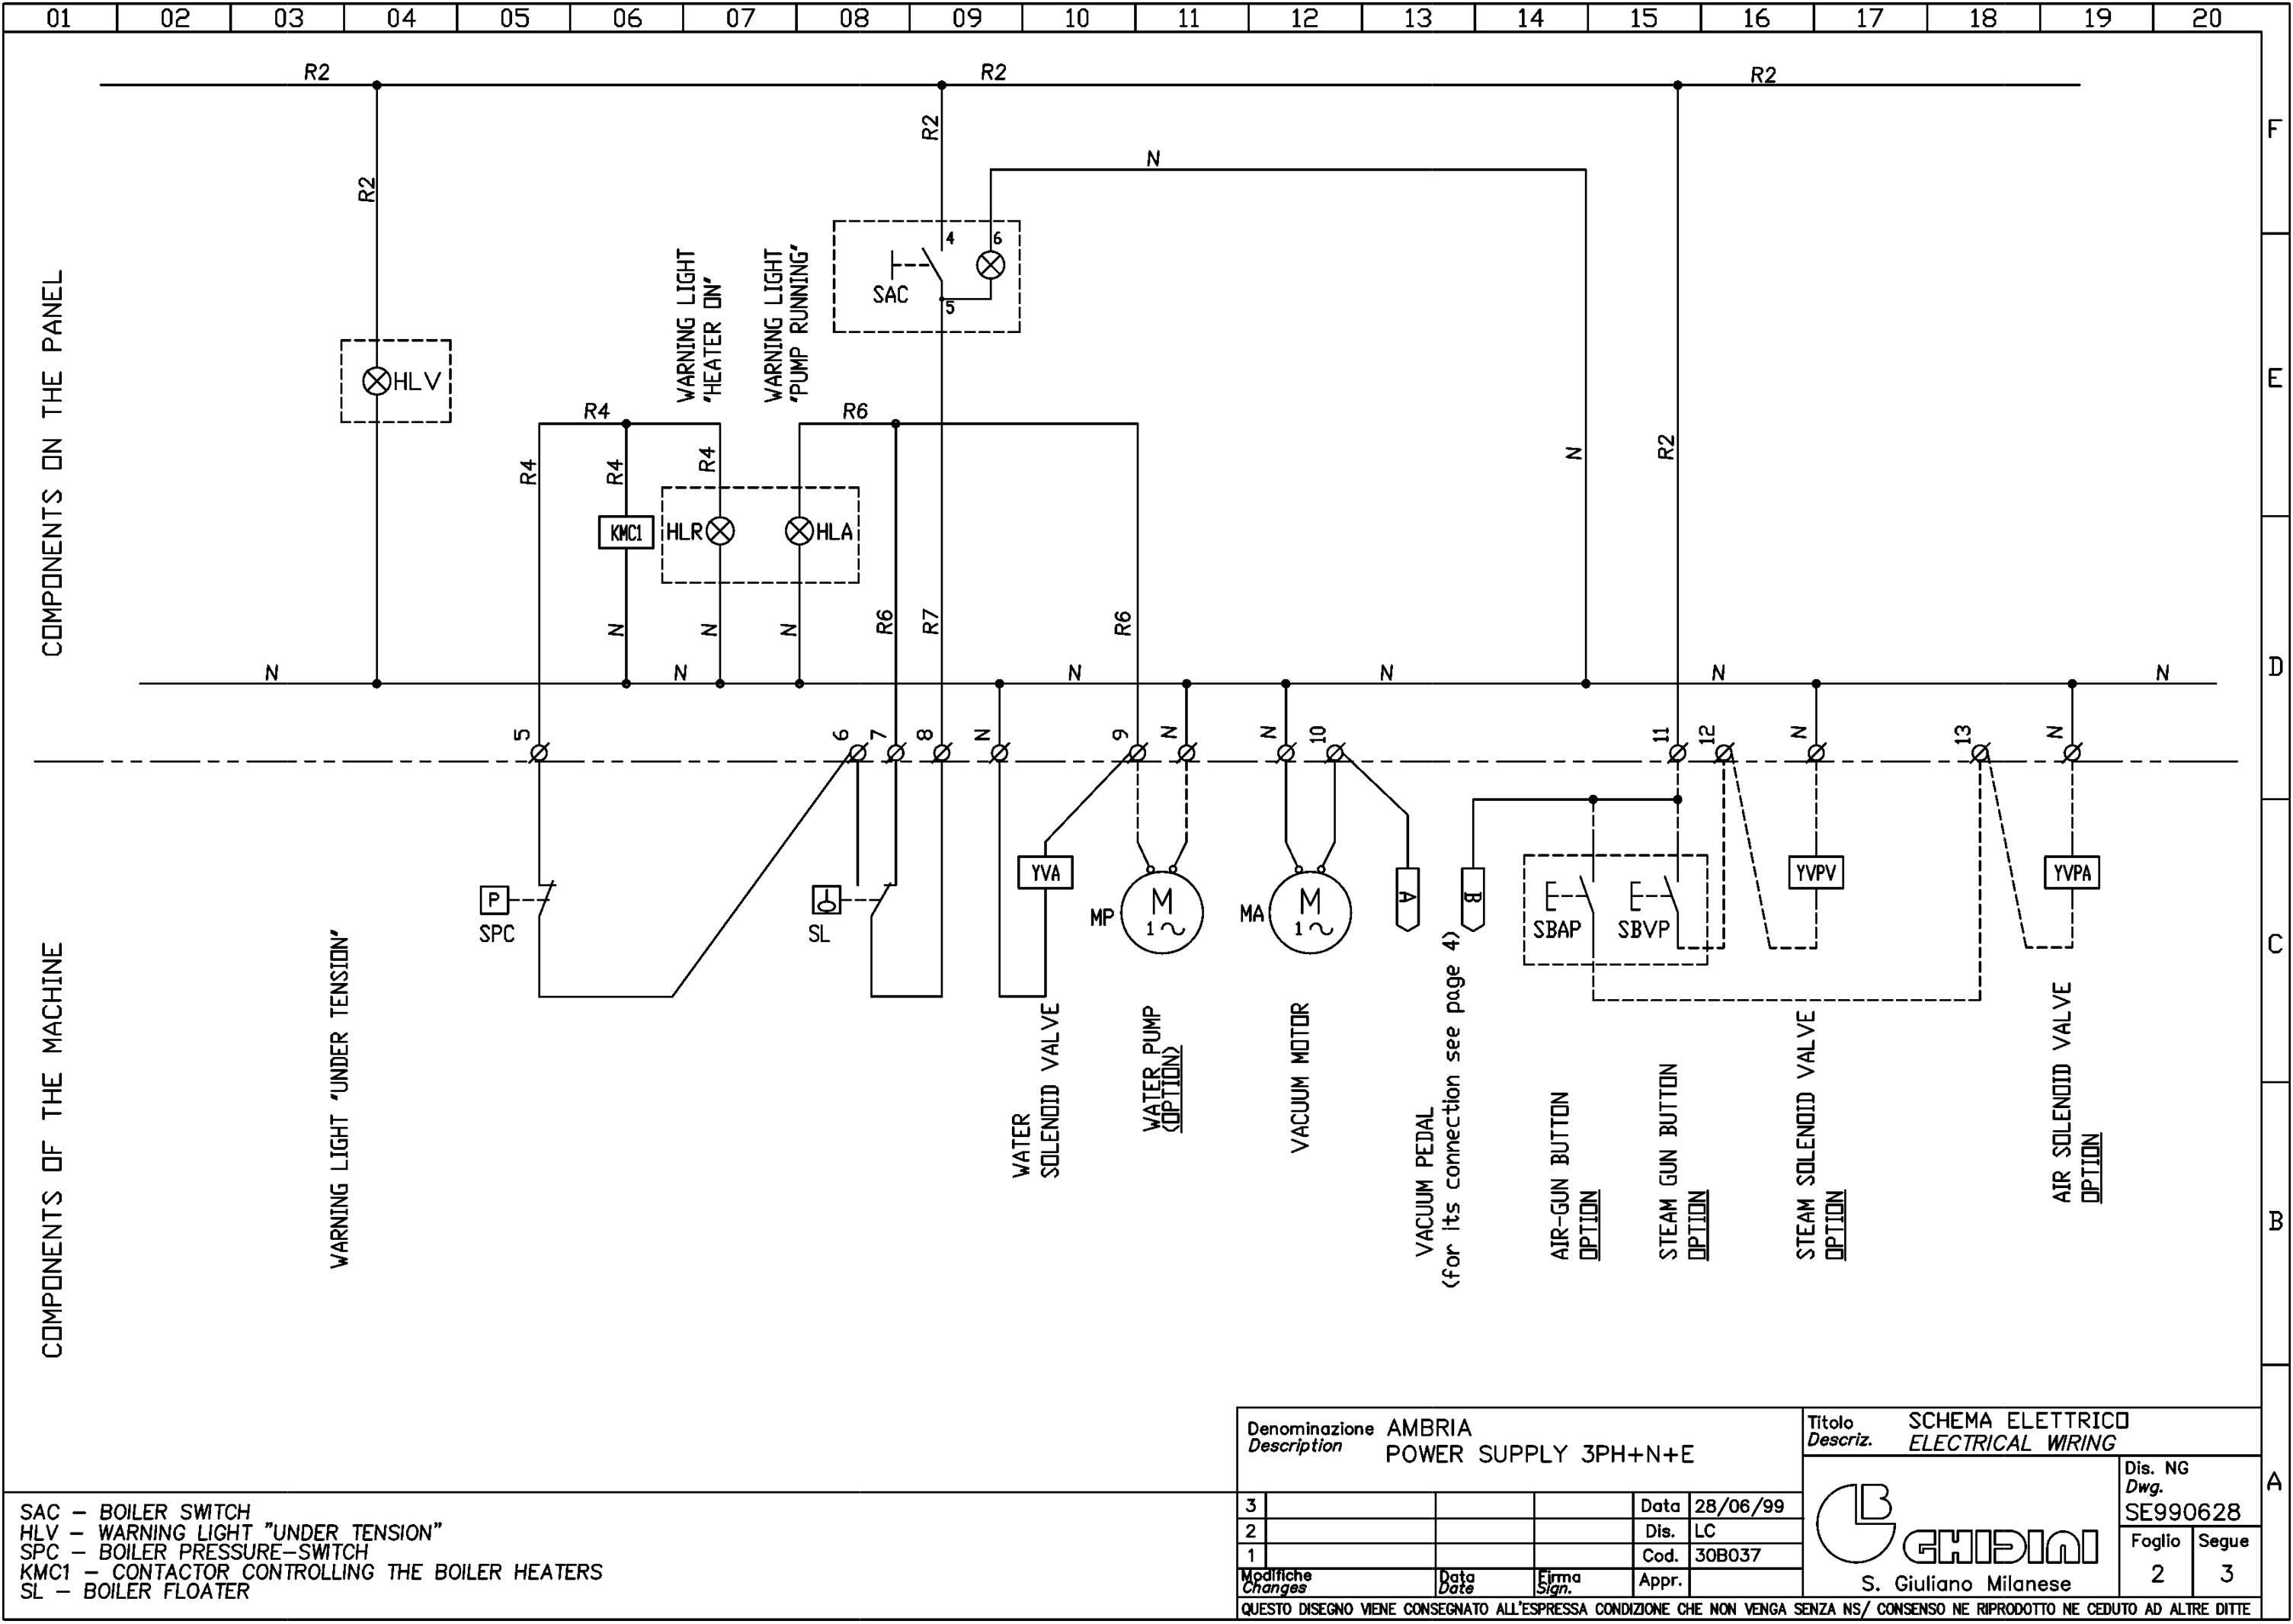 01 02 03 04 05 06 07 08 09 10 11 12 13 14 15 16 17 18 19 20
F
E
D
C
B
A
R2 R2 R2
R2
R2
N
4 6
SAC
5
COMPONENTS ON THE PANEL
HLV
WARNING LIGHT
'HEATER ON'
WARNING LIGHT
'PUMP RUNNING'
R4 R6
R4 R4 R4
N R2
KMC1 HLR HLA
N N N R6 R7 R6
N N N N N N
5 6 7 8 N 9 N N 10 11 12 N 13 N
P
SPC
SL
YVA
MP M
1
MA M
1
A
B
SBAP SBVP
YVPV
YVPA
COMPONENTS OF THE MACHINE
WARNING LIGHT 'UNDER TENSION'
WATER
SOLENOID VALVE
WATER PUMP
(OPTION)
VACUUM MOTOR
VACUUM PEDAL
(for its connection see page 4)
AIR-GUN BUTTON
OPTION
STEAM GUN BUTTON
OPTION
STEAM SOLENOID VALVE
OPTION
AIR SOLENOID VALVE
OPTION
SAC – BOILER SWITCH
HLV – WARNING LIGHT "UNDER TENSION"
SPC – BOILER PRESSURE–SWITCH
KMC1 – CONTACTOR CONTROLLING THE BOILER HEATERS
SL – BOILER FLOATER
Denominazione AMBRIA
Description POWER SUPPLY 3PH+N+E
Titolo SCHEMA ELETTRICO
Descriz. ELECTRICAL WIRING
3 Data 28/06/99
2 Dis. LC
1 Cod. 30B037
Modifiche Data Firma Appr.
Changes Date Sign.
GHIDINI
S. Giuliano Milanese
Dis. NG
Dwg.
SE990628
Foglio Segue
2 3
QUESTO DISEGNO VIENE CONSEGNATO ALL'ESPRESSA CONDIZIONE CHE NON VENGA SENZA NS/ CONSENSO NE RIPRODOTTO NE CEDUTO AD ALTRE DITTE